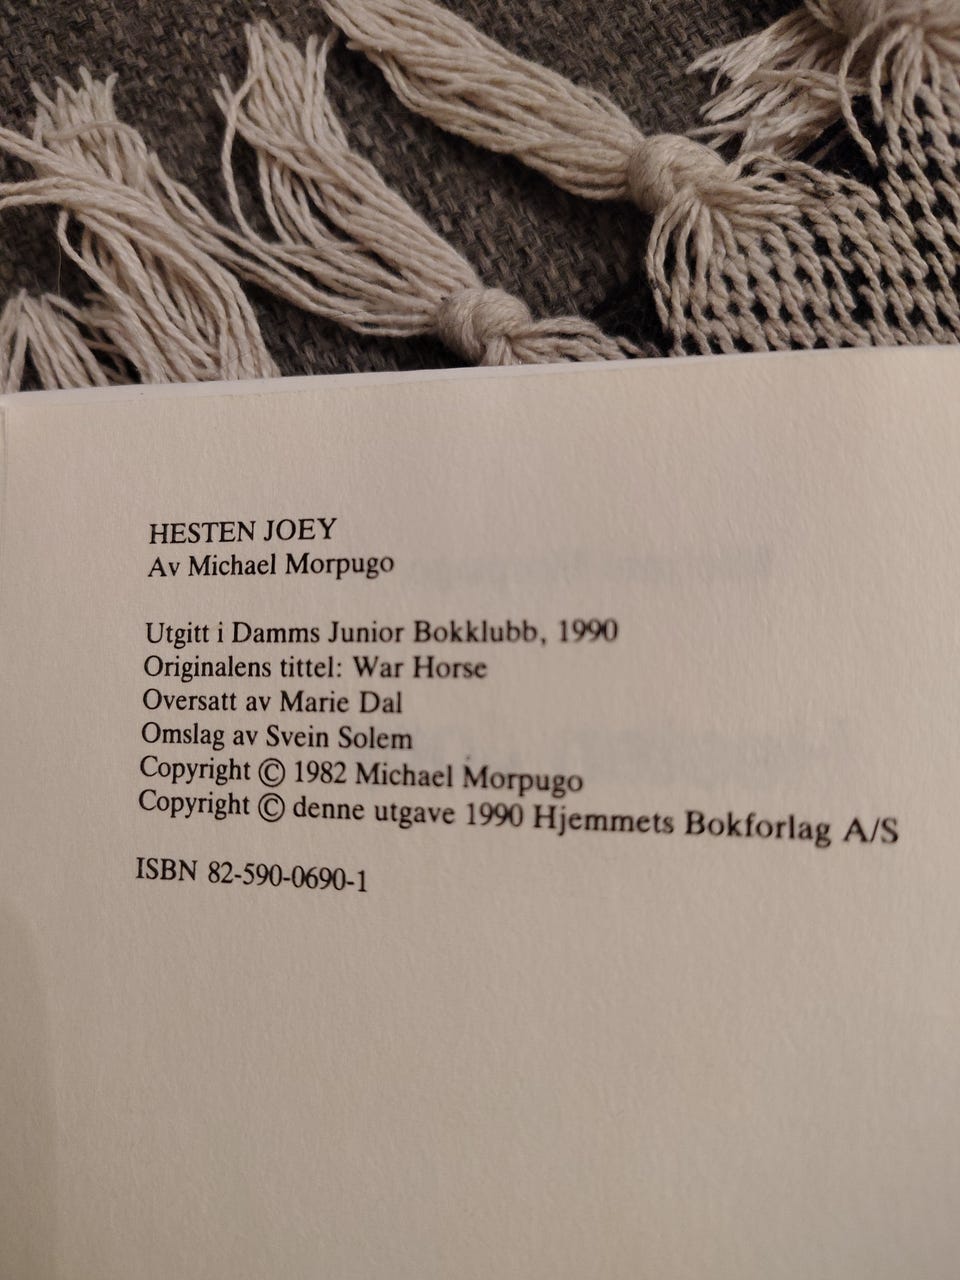 HESTEN JOEY
Av Michael Morpugo
Utgitt i Damms Junior Bokklubb, 1990
Originalens tittel: War Horse
Oversatt av Marie Dal
Omslag av Svein Solem
Copyright © 1982 Michael Morpugo
Copyright © denne utgave 1990 Hjemmets Bokforlag A/S
ISBN 82-590-0690-1